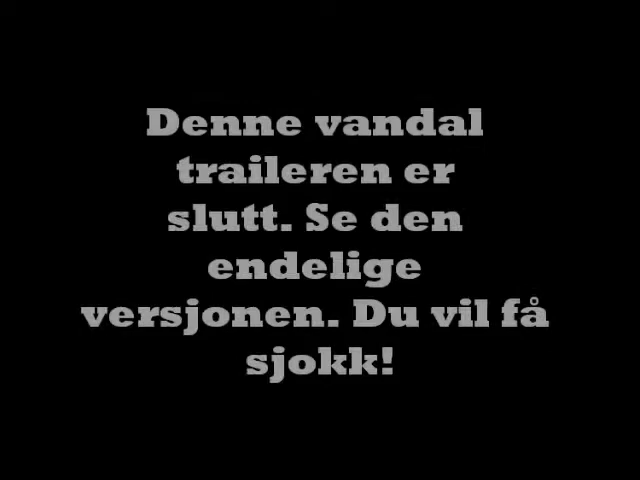 Denne vandal
traileren er
slutt. Se den
endelige
versjonen. Du vil få
sjokk!